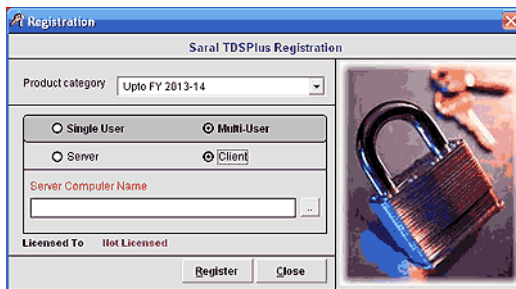 Registration
Saral TDSPlus Registration
Product category Upto FY 2013-14
Single User Multi-User
Server Client
Server Computer Name
..
Licensed To Not Licensed
Register Close